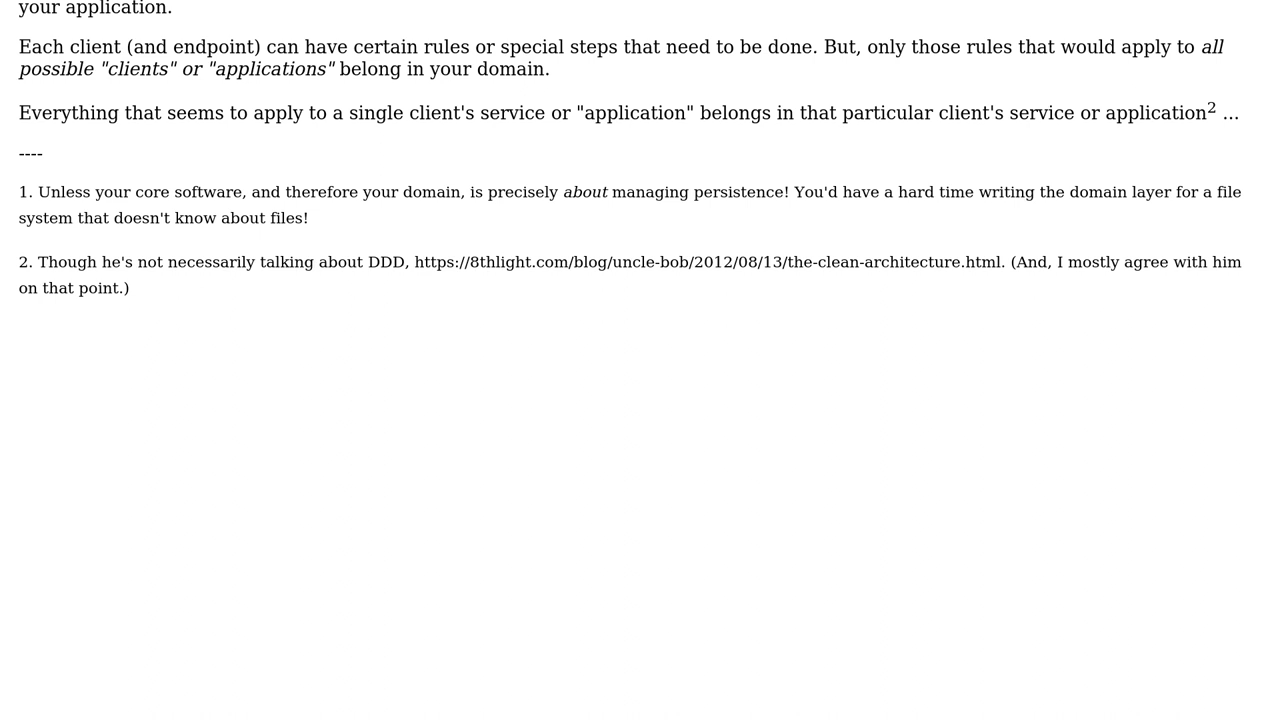 your application.
Each client (and endpoint) can have certain rules or special steps that need to be done. But, only those rules that would apply to all
possible "clients" or "applications" belong in your domain.
Everything that seems to apply to a single client's service or "application" belongs in that particular client's service or application2 ...
----
1. Unless your core software, and therefore your domain, is precisely about managing persistence! You'd have a hard time writing the domain layer for a file
system that doesn't know about files!
2. Though he's not necessarily talking about DDD, https://8thlight.com/blog/uncle-bob/2012/08/13/the-clean-architecture.html. (And, I mostly agree with him
on that point.)